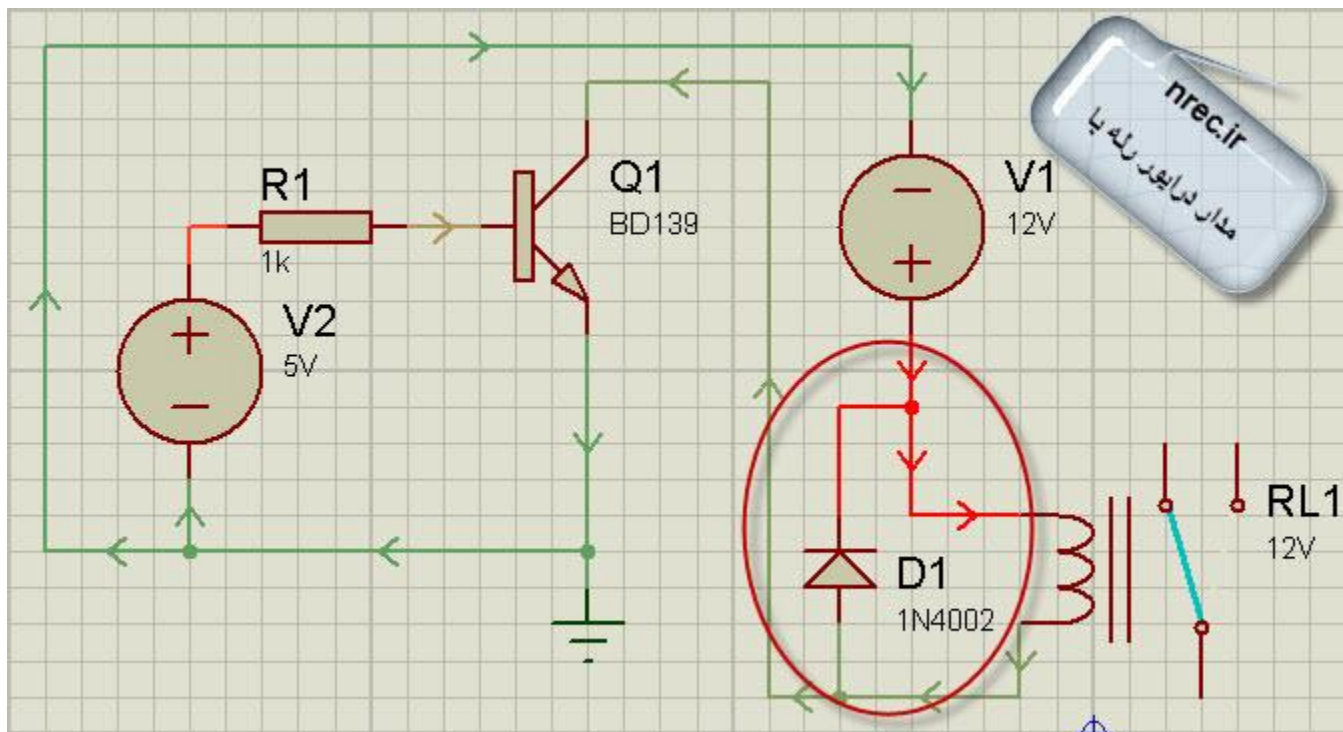 R1
1k
V2
5V
Q1
BD139
V1
12V
nrec.ir
مدار درایور رله با
D1
1N4002
RL1
12V